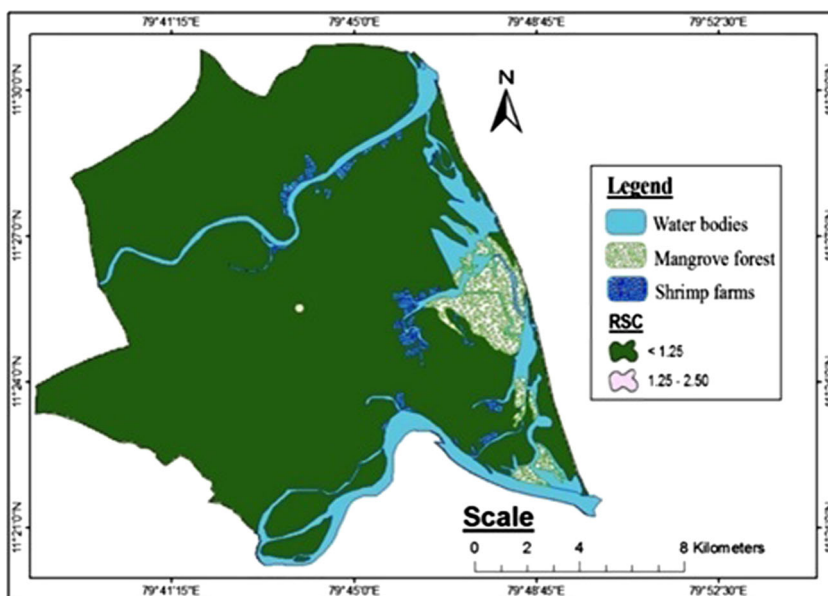 79°41'15"E 79°45'0"E 79°48'45"E 79°52'30"E
11°30'0"N
11°27'0"N
11°24'0"N
11°21'0"N
N
Legend
Water bodies
Mangrove forest
Shrimp farms
RSC
< 1.25
1.25 - 2.50
Scale
0 2 4 8 Kilometers
79°41'15"E 79°45'0"E 79°48'45"E 79°52'30"E